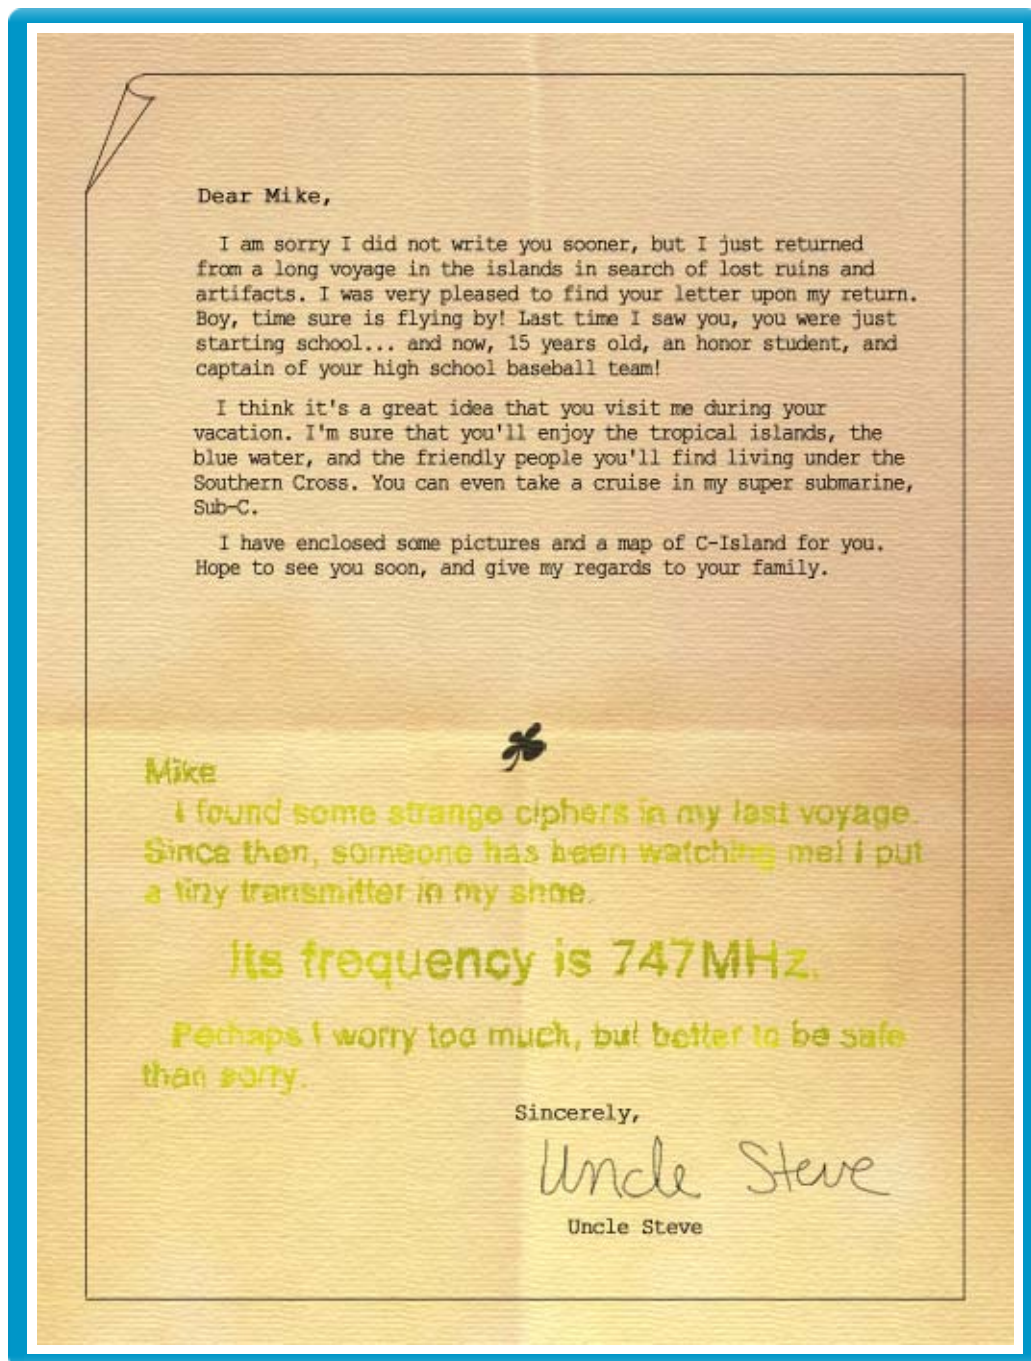 Dear Mike,
I am sorry I did not write you sooner, but I just returned
from a long voyage in the islands in search of lost ruins and
artifacts. I was very pleased to find your letter upon my return.
Boy, time sure is flying by! Last time I saw you, you were just
starting school... and now, 15 years old, an honor student, and
captain of your high school baseball team!
I think it's a great idea that you visit me during your
vacation. I'm sure that you'll enjoy the tropical islands, the
blue water, and the friendly people you'll find living under the
Southern Cross. You can even take a cruise in my super submarine,
Sub-C.
I have enclosed some pictures and a map of C-Island for you.
Hope to see you soon, and give my regards to your family.
Mike
I found some strange ciphers in my last voyage.
Since then, someone has been watching me! I put
a tiny transmitter in my shoe.
Its frequency is 747MHz.
Perhaps I worry too much, but better to be safe
than sorry.
Sincerely,
Uncle Steve
Uncle Steve